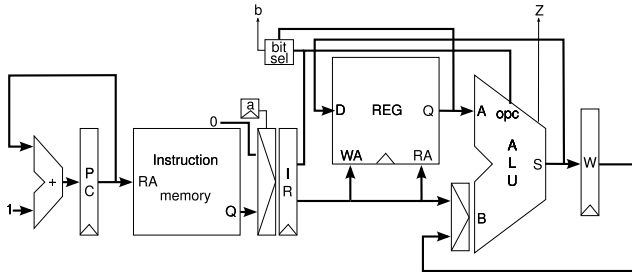 b
Z
bit
sel
a
0
D
REG
Q
A
opc
A
L
U
S
W
P
C
+
1
RA
Instruction
memory
Q
I
R
WA
RA
B